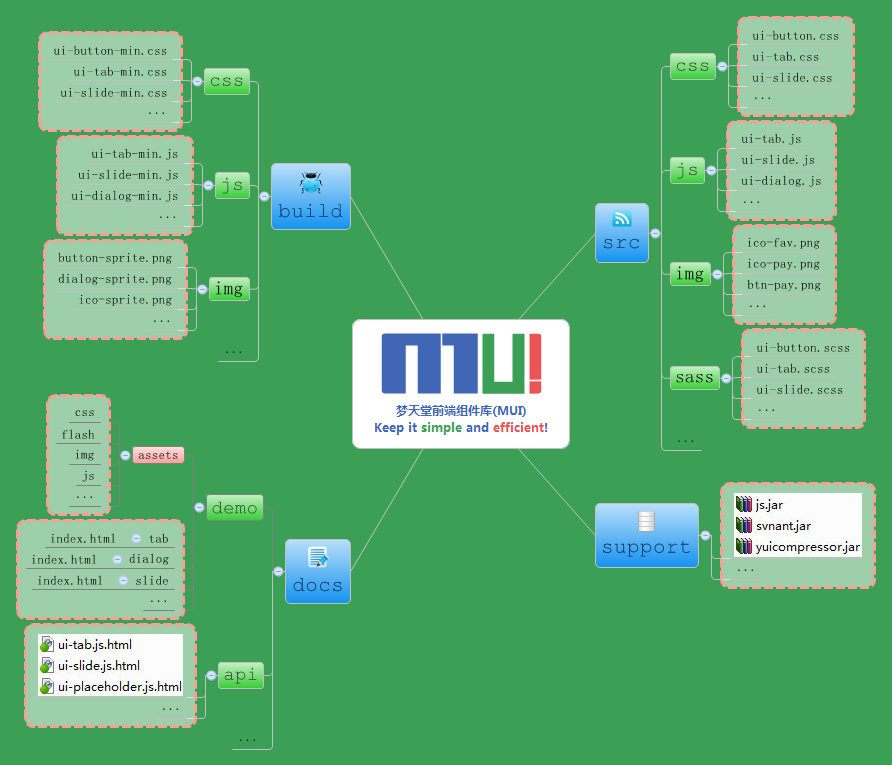 MUI
梦天堂前端组件库(MUI)
Keep it simple and efficient!
build
css
ui-button-min.css
ui-tab-min.css
ui-slide-min.css
...
js
ui-tab-min.js
ui-slide-min.js
ui-dialog-min.js
...
img
button-sprite.png
dialog-sprite.png
ico-sprite.png
...
...
src
css
ui-button.css
ui-tab.css
ui-slide.css
...
js
ui-tab.js
ui-slide.js
ui-dialog.js
...
img
ico-fav.png
ico-pay.png
btn-pay.png
...
sass
ui-button.scss
ui-tab.scss
ui-slide.scss
...
...
docs
demo
assets
css
flash
img
js
...
index.html tab
index.html dialog
index.html slide
...
api
ui-tab.js.html
ui-slide.js.html
ui-placeholder.js.html
...
...
support
js.jar
svnant.jar
yuicompressor.jar
...